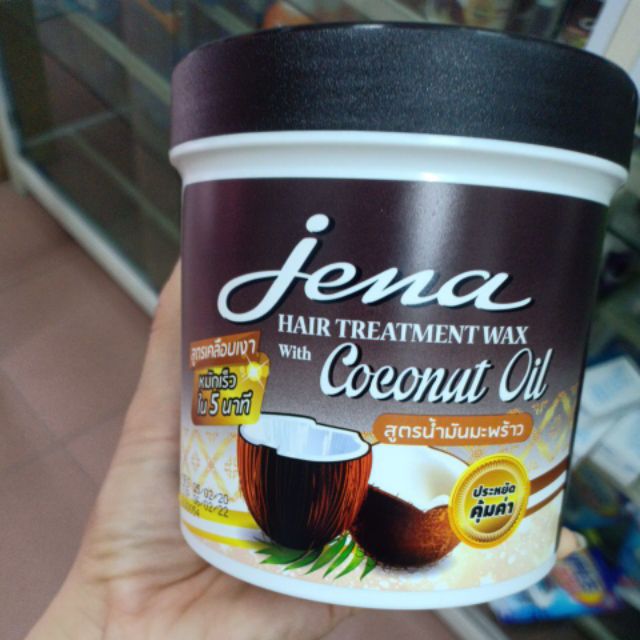 jena
HAIR TREATMENT WAX
With Coconut Oil
สูตรเคลือบเงา
หมักเร็ว
ใน 5 นาที
สูตรน้ำมันมะพร้าว
ประหยัด
คุ้มค่า